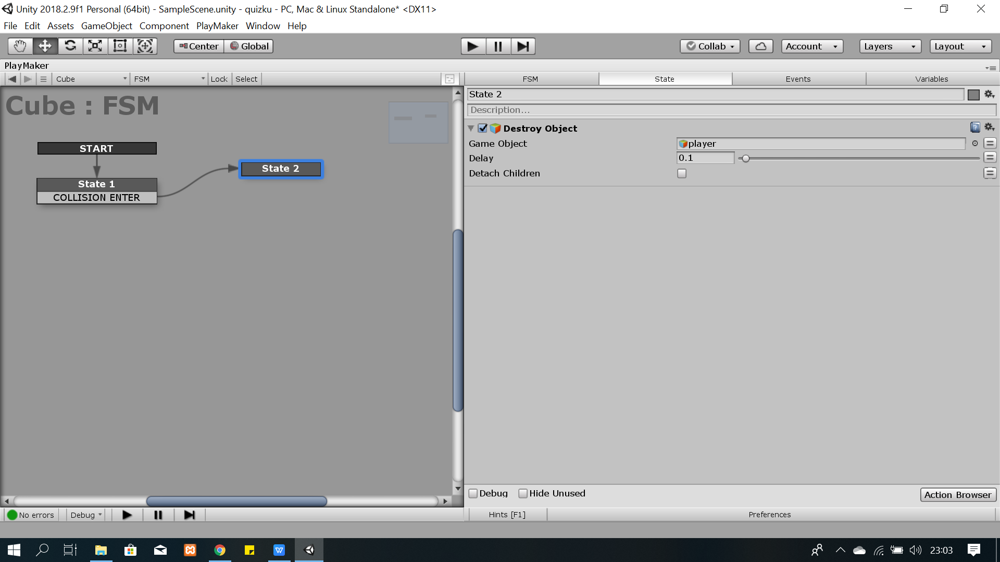 Unity 2018.2.9f1 Personal (64bit) - SampleScene.unity - quizku - PC, Mac & Linux Standalone* <DX11>
File Edit Assets GameObject Component PlayMaker Window Help
Center Global Collab Account Layers Layout
PlayMaker
Cube FSM Lock Select FSM State Events Variables
Cube : FSM
State 2
Description...
Destroy Object
Game Object player
Delay 0.1
Detach Children
START
State 1
COLLISION ENTER
State 2
Debug Hide Unused Action Browser
No errors Debug Hints [F1] Preferences
23:03